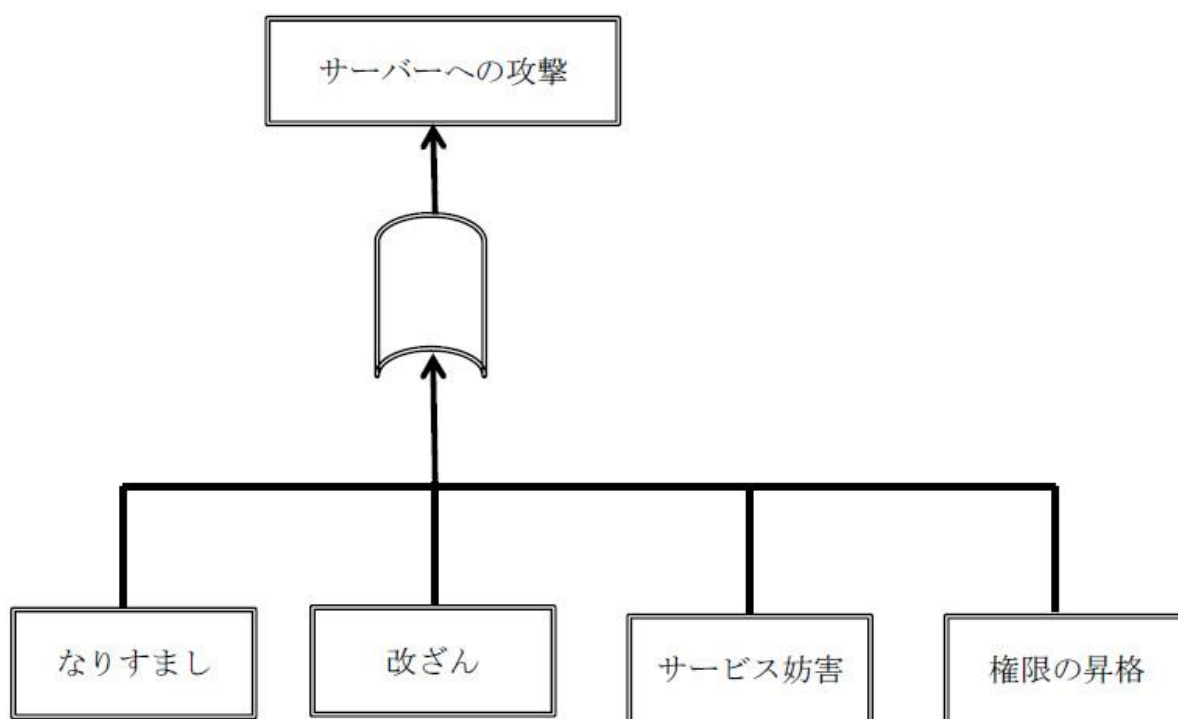 サーバーへの攻撃
なりすまし
改ざん
サービス妨害
権限の昇格